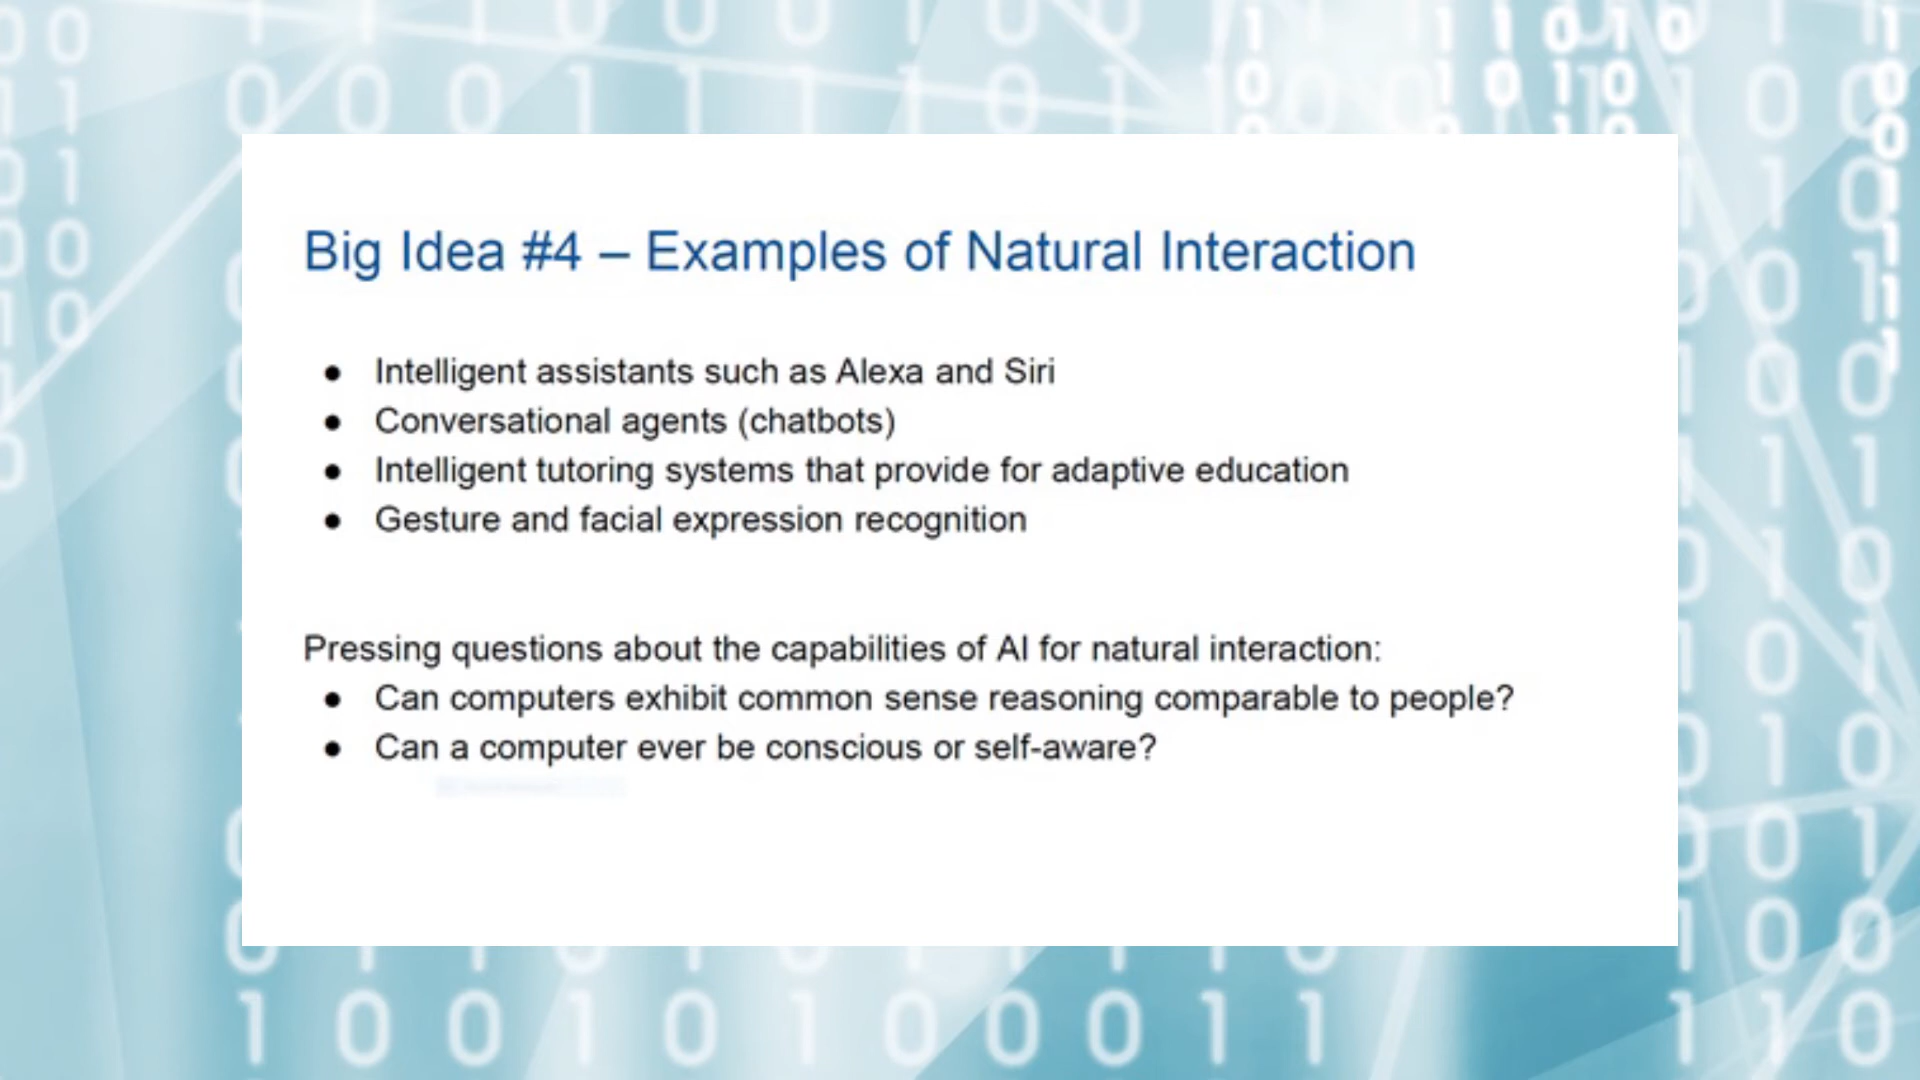 Big Idea #4 – Examples of Natural Interaction
● Intelligent assistants such as Alexa and Siri
● Conversational agents (chatbots)
● Intelligent tutoring systems that provide for adaptive education
● Gesture and facial expression recognition
Pressing questions about the capabilities of AI for natural interaction:
● Can computers exhibit common sense reasoning comparable to people?
● Can a computer ever be conscious or self-aware?